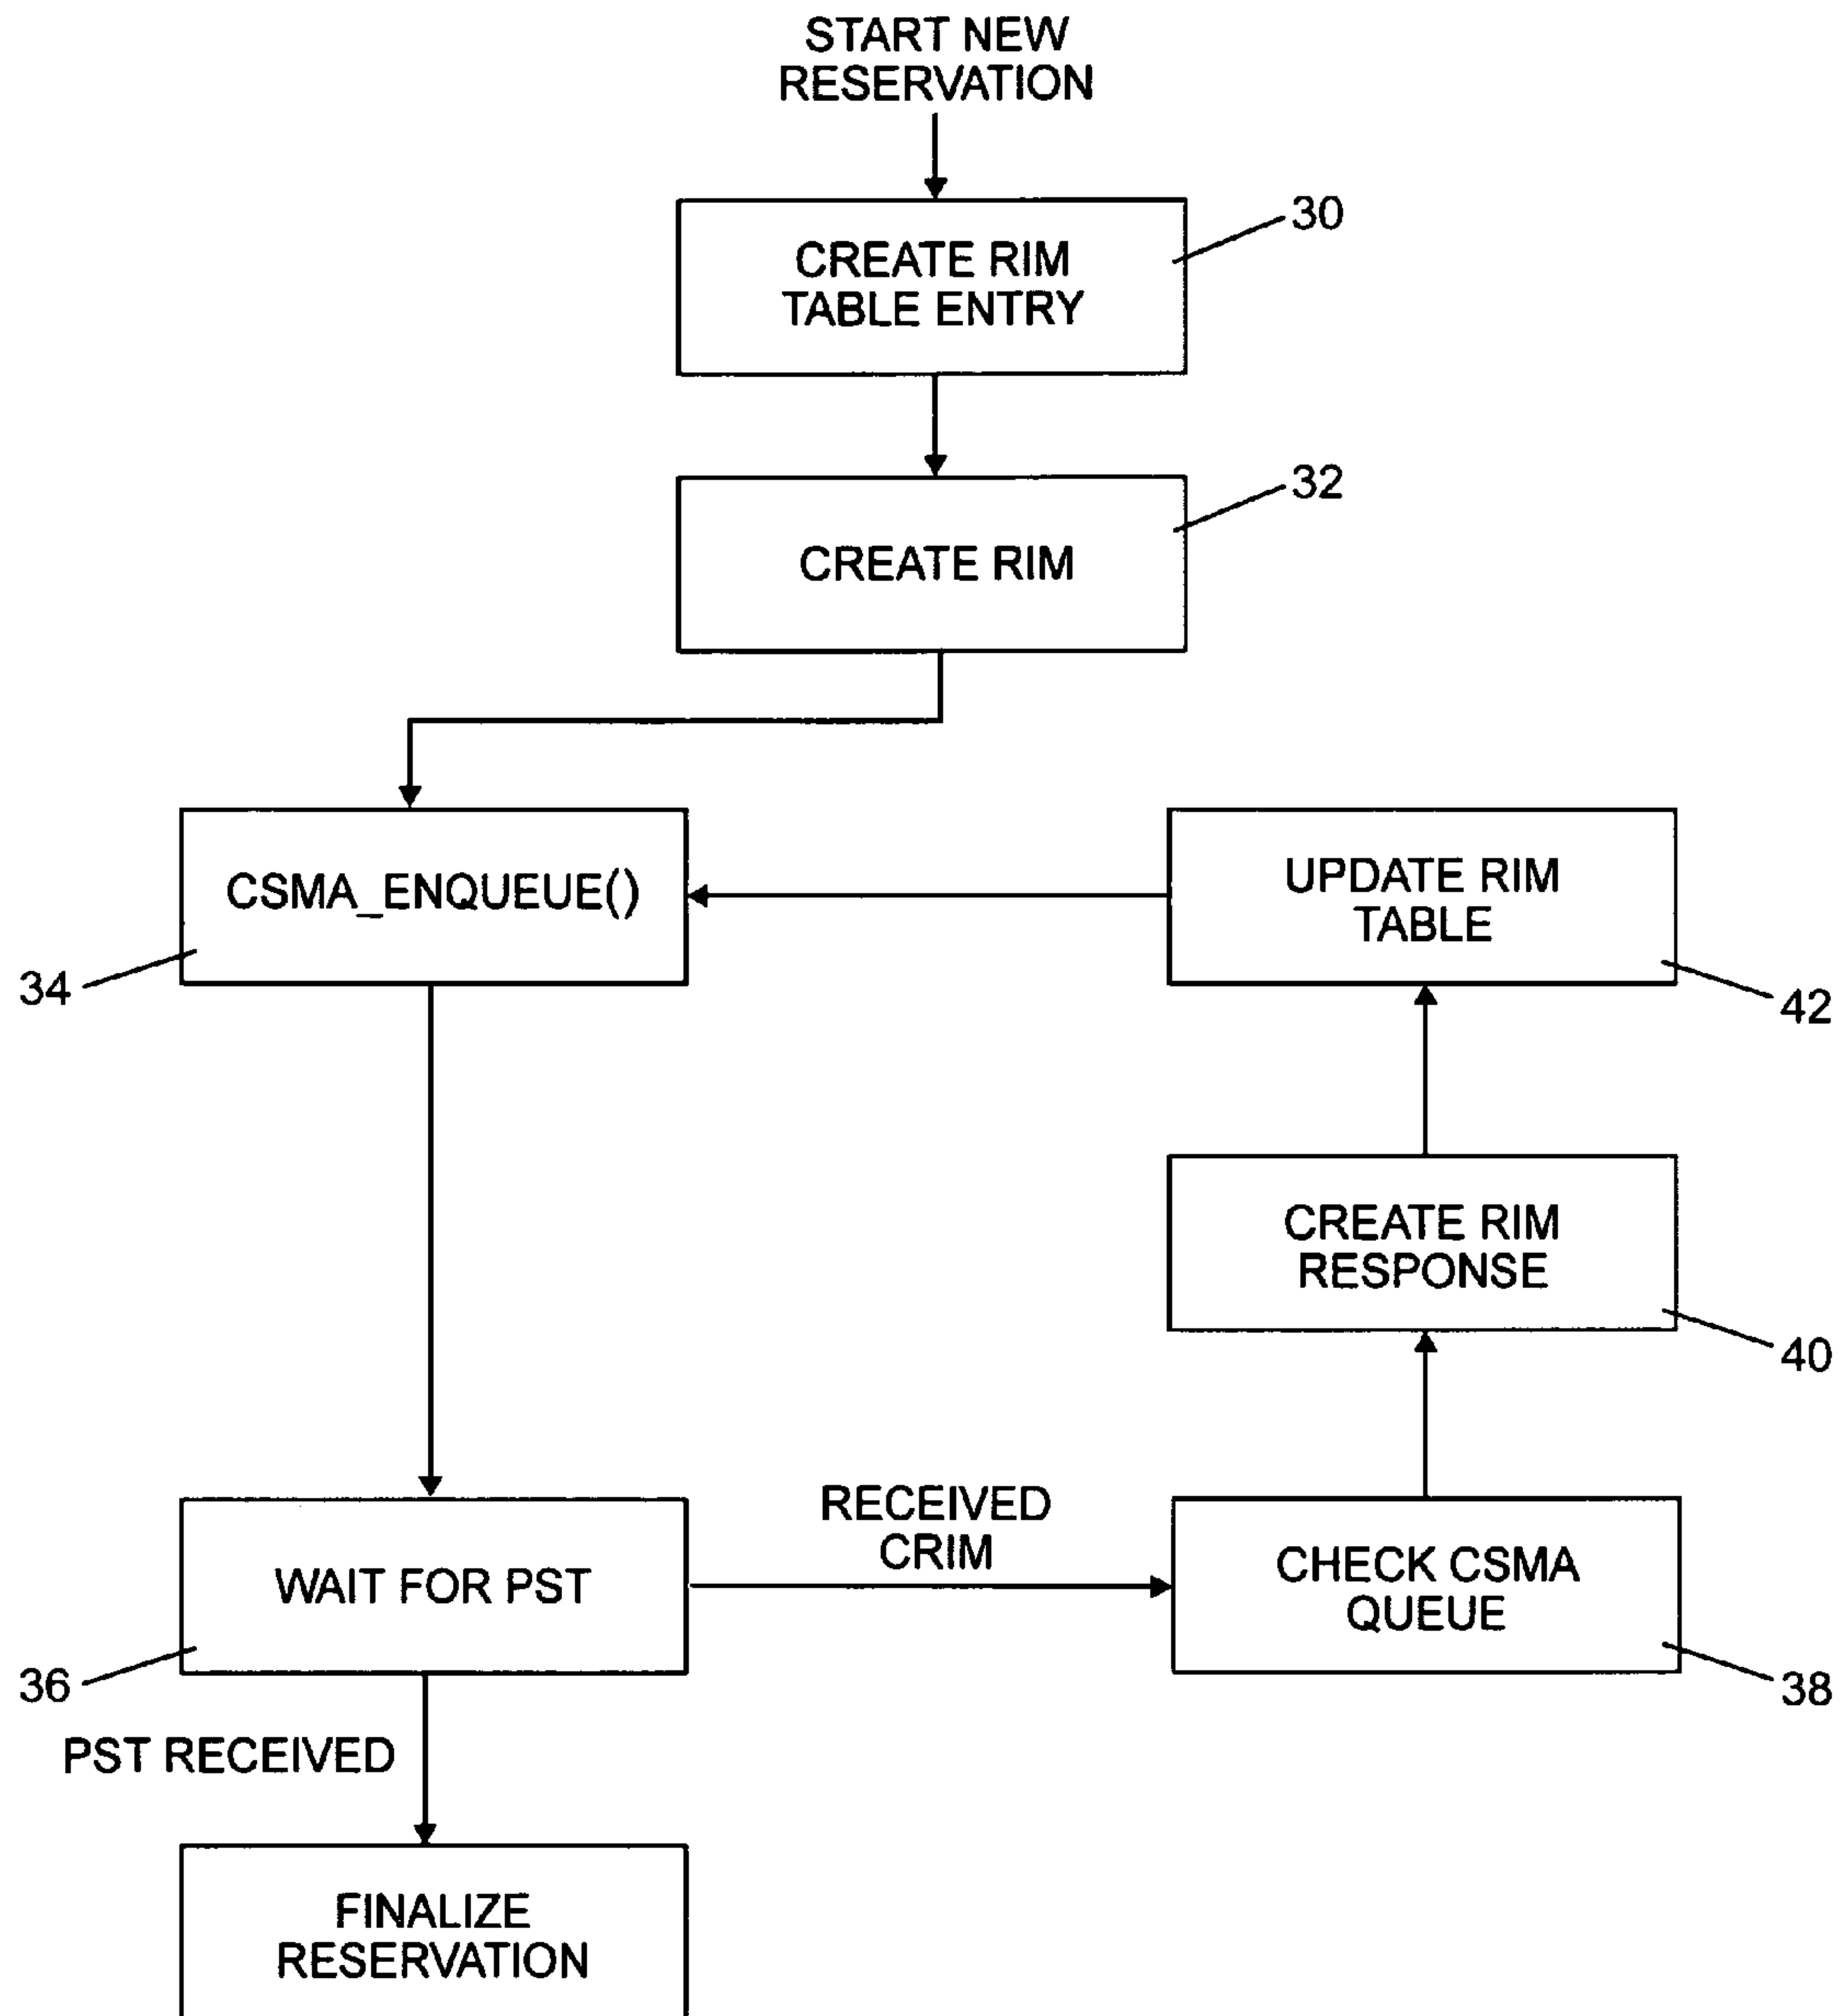 START NEW
RESERVATION
30
CREATE RIM
TABLE ENTRY
32
CREATE RIM
CSMA_ENQUEUE()
34
UPDATE RIM
TABLE
42
CREATE RIM
RESPONSE
40
WAIT FOR PST
36
RECEIVED
CRIM
CHECK CSMA
QUEUE
38
PST RECEIVED
FINALIZE
RESERVATION